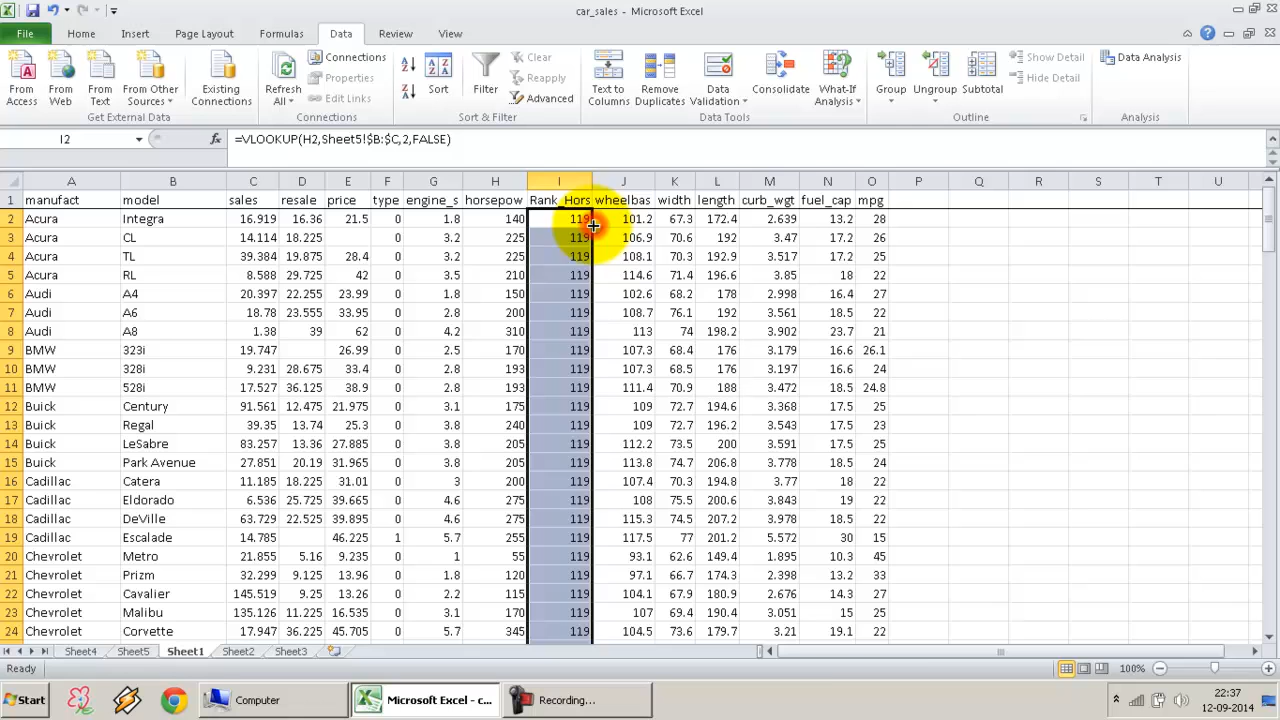 car_sales - Microsoft Excel
File Home Insert Page Layout Formulas Data Review View
From Access
From Web
From Text
From Other Sources
Existing Connections
Get External Data
Refresh All
Connections
Properties
Edit Links
Connections
Sort
Filter
Clear
Reapply
Advanced
Sort & Filter
Text to Columns
Remove Duplicates
Data Validation
Consolidate
What-If Analysis
Data Tools
Group
Ungroup
Subtotal
Show Detail
Hide Detail
Outline
Data Analysis
Analysis
I2 fx =VLOOKUP(H2,Sheet5!$B:$C,2,FALSE)
A B C D E F G H I J K L M N O P Q R S T U
1 manufact model sales resale price type engine_s horsepow Rank_Hors wheelbas width length curb_wgt fuel_cap mpg
2 Acura Integra 16.919 16.36 21.5 0 1.8 140 119 101.2 67.3 172.4 2.639 13.2 28
3 Acura CL 14.114 18.225 0 3.2 225 119 106.9 70.6 192 3.47 17.2 26
4 Acura TL 39.384 19.875 28.4 0 3.2 225 119 108.1 70.3 192.9 3.517 17.2 25
5 Acura RL 8.588 29.725 42 0 3.5 210 119 114.6 71.4 196.6 3.85 18 22
6 Audi A4 20.397 22.255 23.99 0 1.8 150 119 102.6 68.2 178 2.998 16.4 27
7 Audi A6 18.78 23.555 33.95 0 2.8 200 119 108.7 76.1 192 3.561 18.5 22
8 Audi A8 1.38 39 62 0 4.2 310 119 113 74 198.2 3.902 23.7 21
9 BMW 323i 19.747 26.99 0 2.5 170 119 107.3 68.4 176 3.179 16.6 26.1
10 BMW 328i 9.231 28.675 33.4 0 2.8 193 119 107.3 68.5 176 3.197 16.6 24
11 BMW 528i 17.527 36.125 38.9 0 2.8 193 119 111.4 70.9 188 3.472 18.5 24.8
12 Buick Century 91.561 12.475 21.975 0 3.1 175 119 109 72.7 194.6 3.368 17.5 25
13 Buick Regal 39.35 13.74 25.3 0 3.8 240 119 109 72.7 196.2 3.543 17.5 23
14 Buick LeSabre 83.257 13.36 27.885 0 3.8 205 119 112.2 73.5 200 3.591 17.5 25
15 Buick Park Avenue 27.851 20.19 31.965 0 3.8 205 119 113.8 74.7 206.8 3.778 18.5 24
16 Cadillac Catera 11.185 18.225 31.01 0 3 200 119 107.4 70.3 194.8 3.77 18 22
17 Cadillac Eldorado 6.536 25.725 39.665 0 4.6 275 119 108 75.5 200.6 3.843 19 22
18 Cadillac DeVille 63.729 22.525 39.895 0 4.6 275 119 115.3 74.5 207.2 3.978 18.5 22
19 Cadillac Escalade 14.785 46.225 1 5.7 255 119 117.5 77 201.2 5.572 30 15
20 Chevrolet Metro 21.855 5.16 9.235 0 1 55 119 93.1 62.6 149.4 1.895 10.3 45
21 Chevrolet Prizm 32.299 9.125 13.96 0 1.8 120 119 97.1 66.7 174.3 2.398 13.2 33
22 Chevrolet Cavalier 145.519 9.25 13.26 0 2.2 115 119 104.1 67.9 180.9 2.676 14.3 27
23 Chevrolet Malibu 135.126 11.225 16.535 0 3.1 170 119 107 69.4 190.4 3.051 15 25
24 Chevrolet Corvette 17.947 36.225 45.705 0 5.7 345 119 104.5 73.6 179.7 3.21 19.1 22
Sheet4 Sheet5 Sheet1 Sheet2 Sheet3
Ready 100%
Start Computer Microsoft Excel - c... Recording... 22:37
12-09-2014